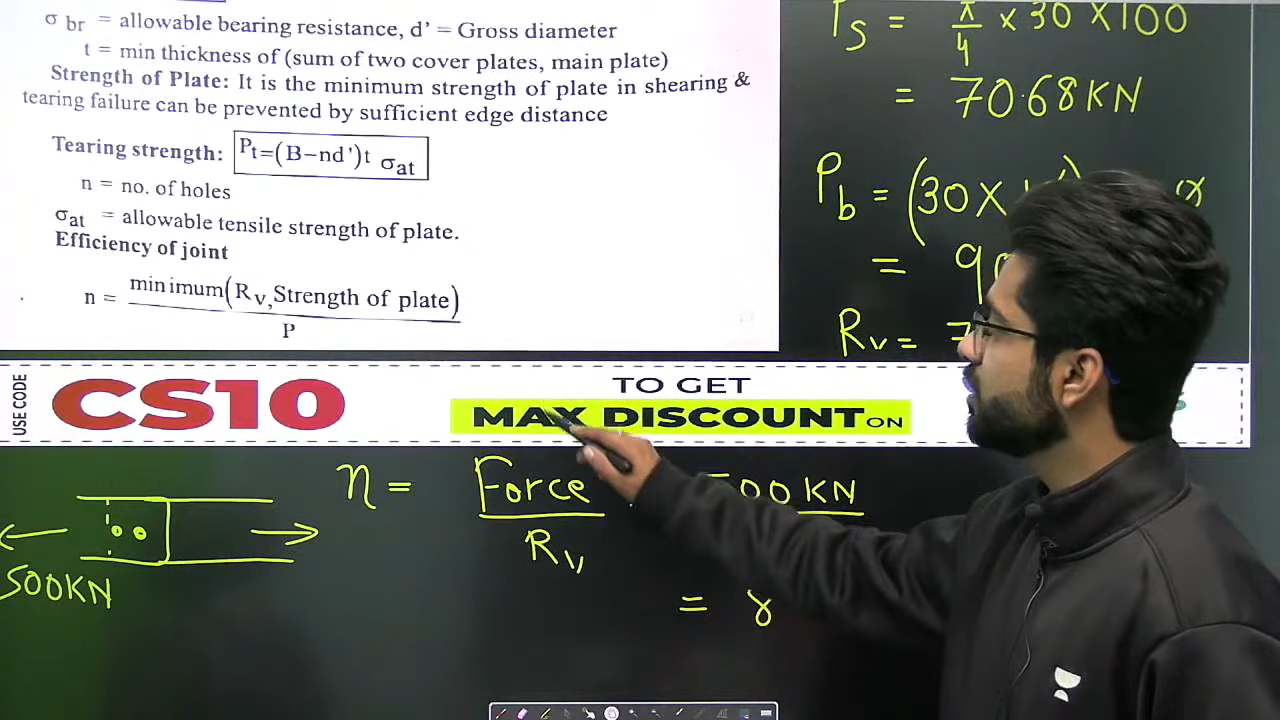 σ br = allowable bearing resistance, d’ = Gross diameter
t = min thickness of (sum of two cover plates, main plate)
Strength of Plate: It is the minimum strength of plate in shearing &
tearing failure can be prevented by sufficient edge distance
Tearing strength: Pt=(B−nd')t σat
n = no. of holes
σat = allowable tensile strength of plate.
Efficiency of joint
n = minimum(RV,Strength of plate)
P
Ps = π/4 × 30 × 100
= 70.68KN
Pb = (30 ×
=
Rv =
USE CODE
CS10
TO GET
MAX DISCOUNT ON
η = Force
Rv
500 KN
= 8
500KN